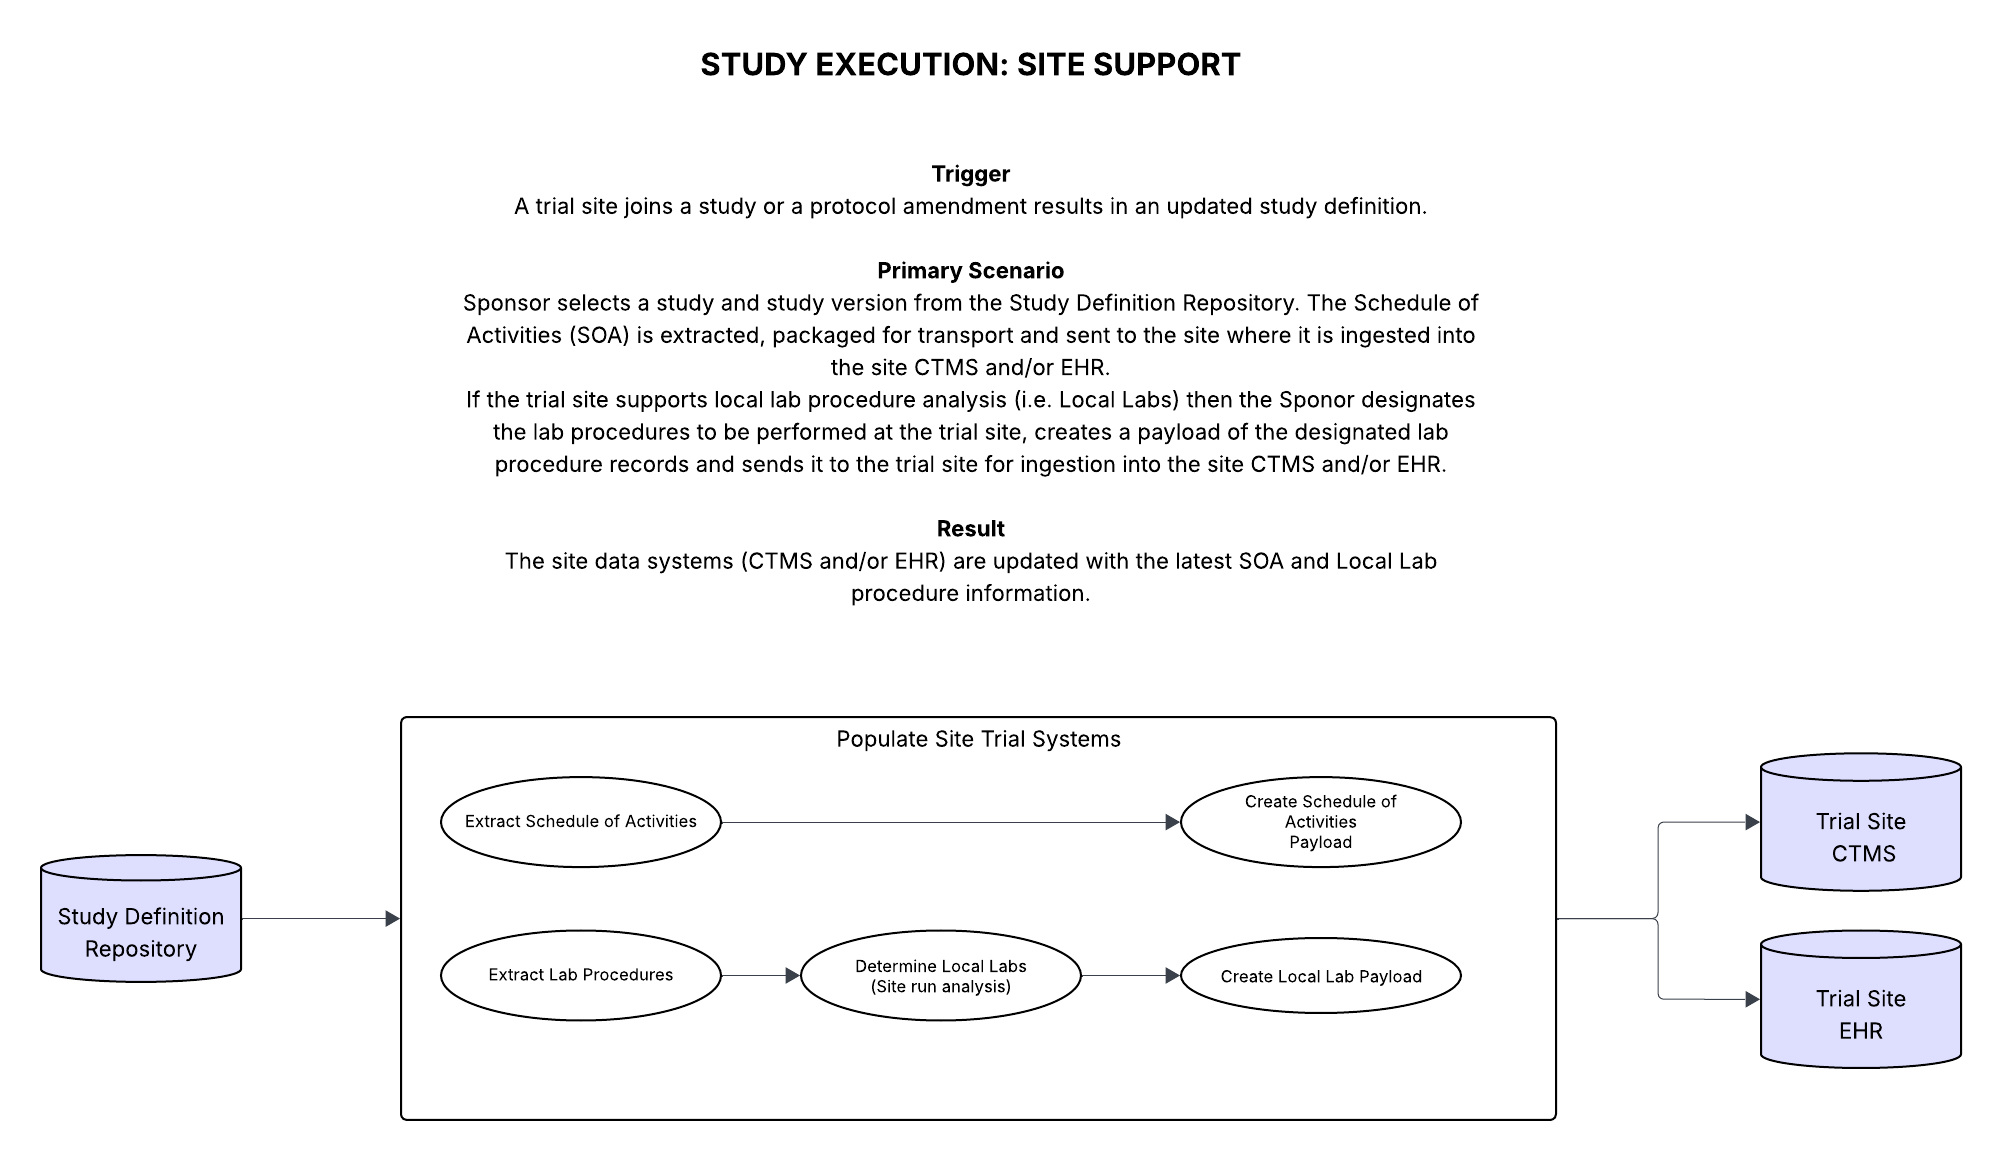 STUDY EXECUTION: SITE SUPPORT
Trigger
A trial site joins a study or a protocol amendment results in an updated study definition.
Primary Scenario
Sponsor selects a study and study version from the Study Definition Repository. The Schedule of
Activities (SOA) is extracted, packaged for transport and sent to the site where it is ingested into
the site CTMS and/or EHR.
If the trial site supports local lab procedure analysis (i.e. Local Labs) then the Sponor designates
the lab procedures to be performed at the trial site, creates a payload of the designated lab
procedure records and sends it to the trial site for ingestion into the site CTMS and/or EHR.
Result
The site data systems (CTMS and/or EHR) are updated with the latest SOA and Local Lab
procedure information.
Study Definition
Repository
Populate Site Trial Systems
Extract Schedule of Activities
Create Schedule of
Activities
Payload
Extract Lab Procedures
Determine Local Labs
(Site run analysis)
Create Local Lab Payload
Trial Site
CTMS
Trial Site
EHR